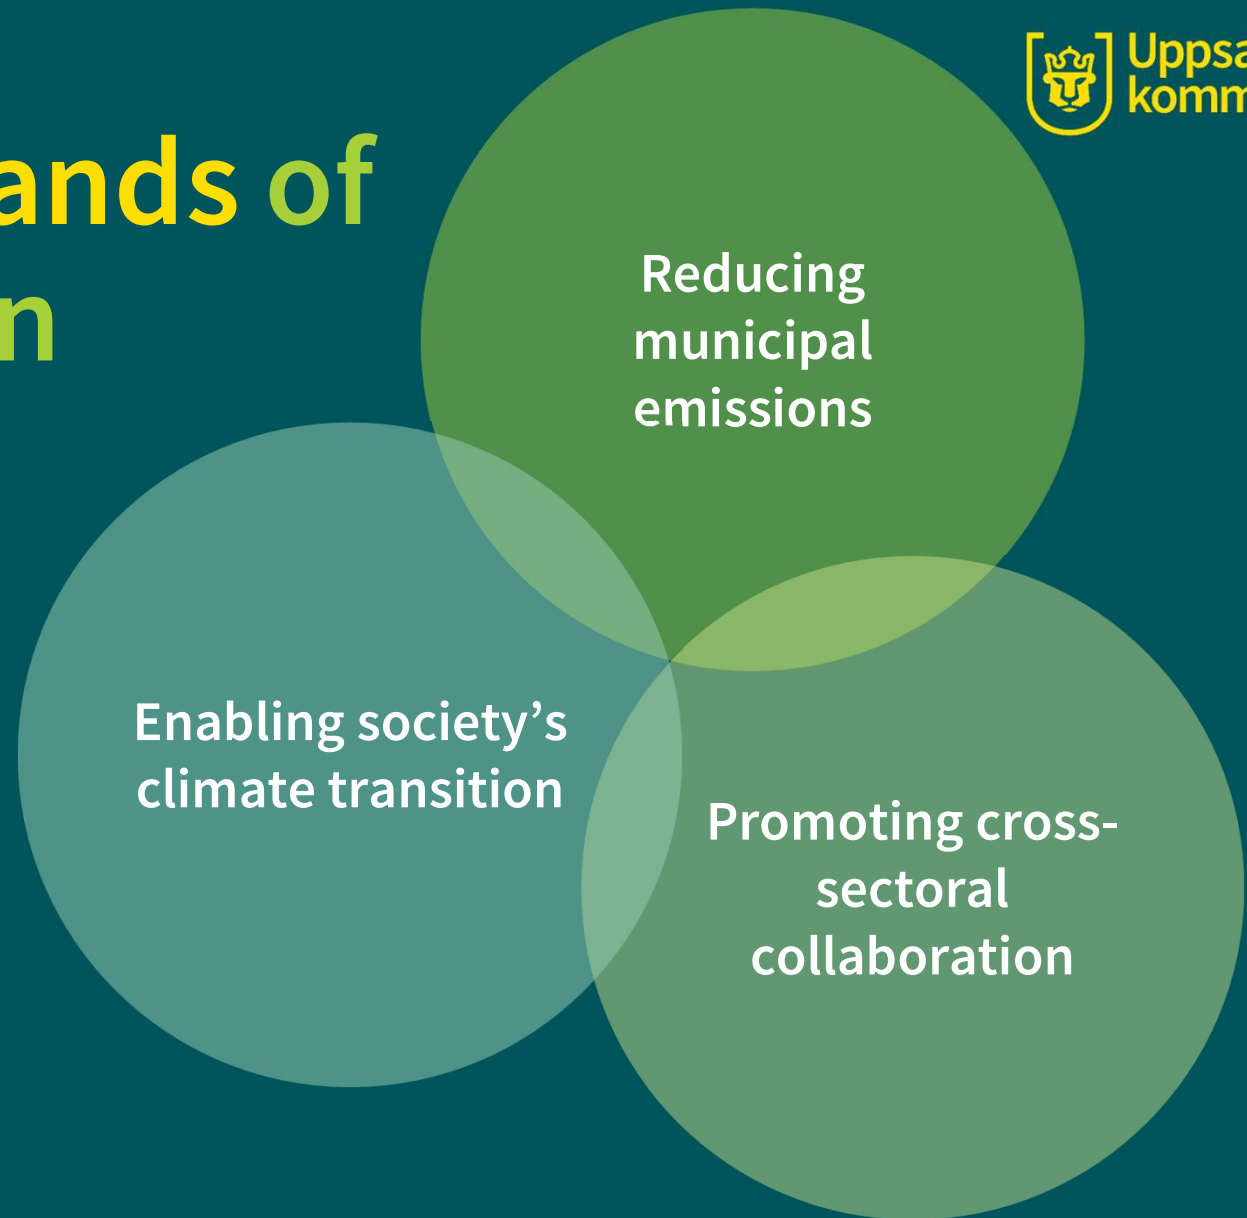 ands of
n
Uppsa
komm
Reducing
municipal
emissions
Enabling society’s
climate transition
Promoting cross-
sectoral
collaboration